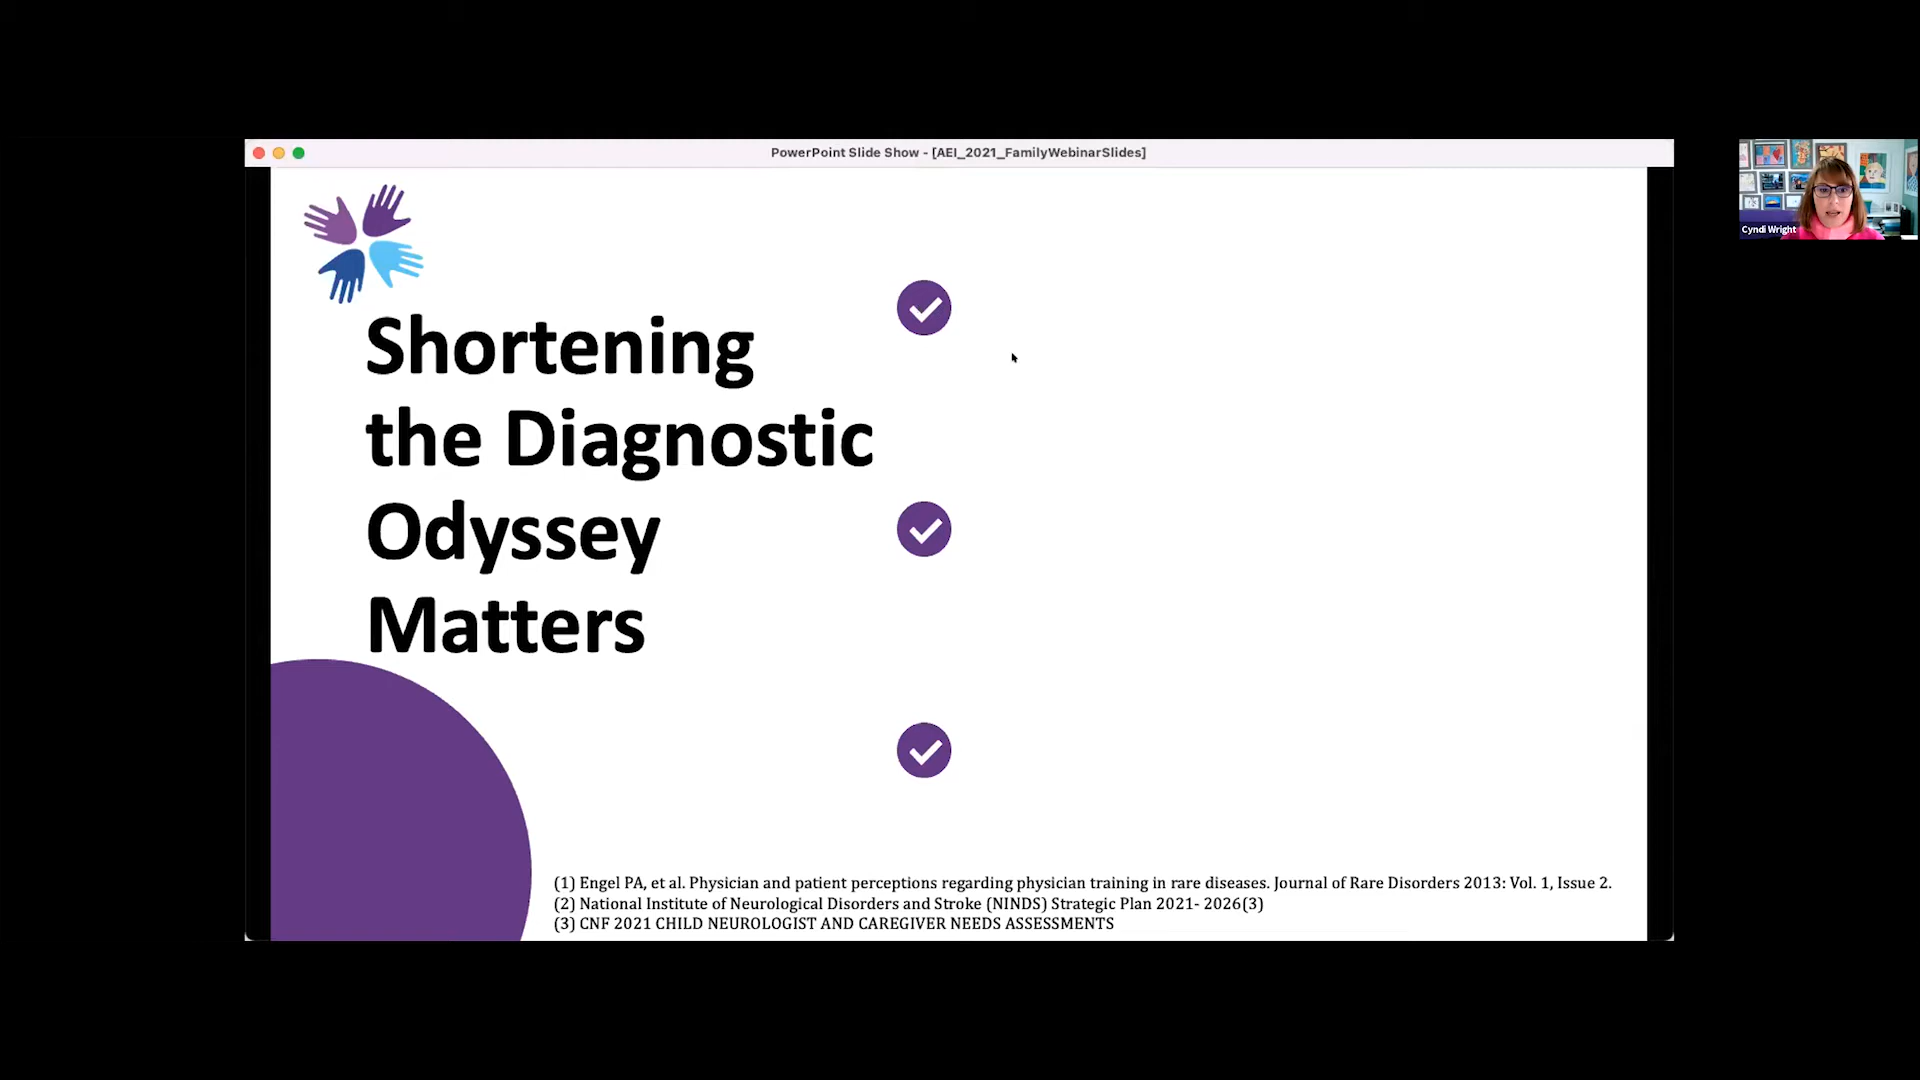 PowerPoint Slide Show - [AEI_2021_FamilyWebinarSlides]
Cyndi Wright
Shortening
the Diagnostic
Odyssey
Matters
(1) Engel PA, et al. Physician and patient perceptions regarding physician training in rare diseases. Journal of Rare Disorders 2013: Vol. 1, Issue 2.
(2) National Institute of Neurological Disorders and Stroke (NINDS) Strategic Plan 2021- 2026(3)
(3) CNF 2021 CHILD NEUROLOGIST AND CAREGIVER NEEDS ASSESSMENTS